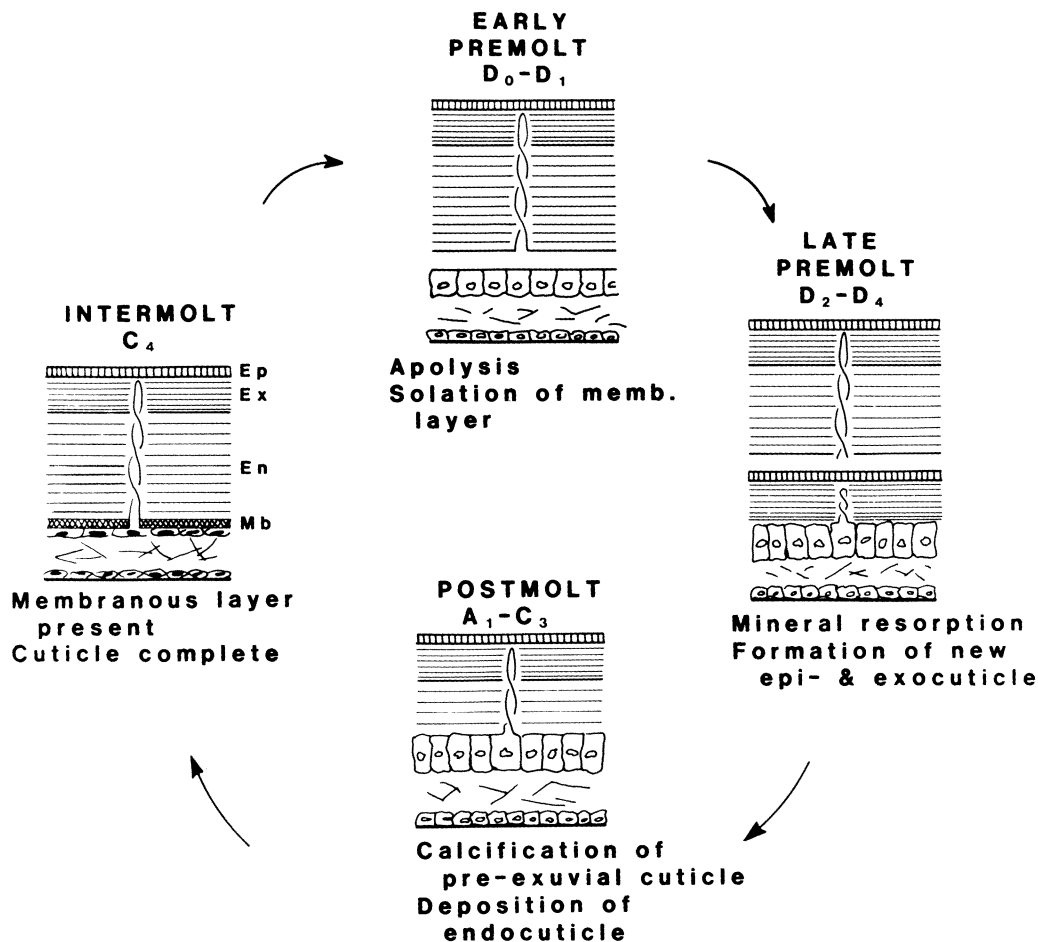 EARLY
PREMOLT
D₀-D₁
Apolysis
Solation of memb.
layer
LATE
PREMOLT
D₂-D₄
Mineral resorption
Formation of new
epi- & exocuticle
INTERMOLT
C₄
Ep
Ex
En
Mb
Membranous layer
present
Cuticle complete
POSTMOLT
A₁-C₃
Calcification of
pre-exuvial cuticle
Deposition of
endocuticle